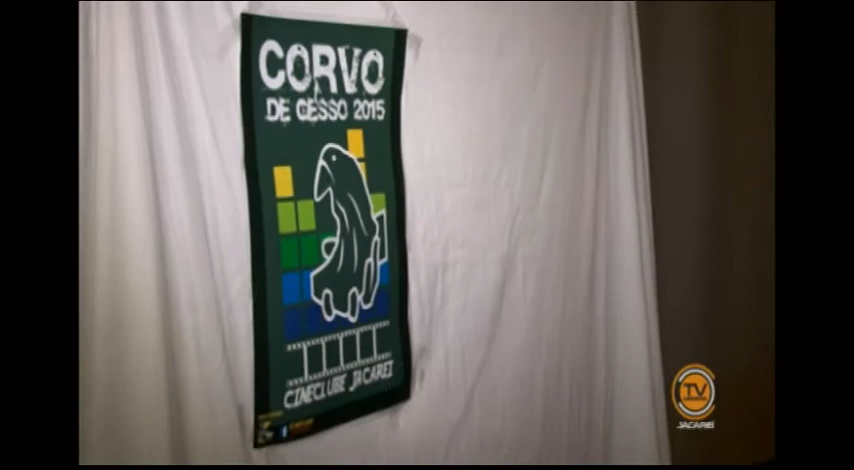 CORVO
DE GESSO 2015
CINECLUBE JACAREÍ
TV
JACAREÍ